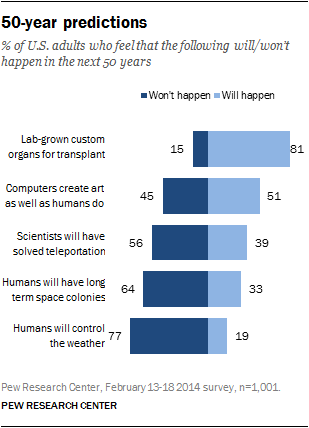 50-year predictions
% of U.S. adults who feel that the following will/won't
happen in the next 50 years
Won't happen Will happen
Lab-grown custom
organs for transplant
15 81
Computers create art
as well as humans do
45 51
Scientists will have
solved teleportation
56 39
Humans will have long
term space colonies
64 33
Humans will control
the weather
77 19
Pew Research Center, February 13-18 2014 survey, n=1,001.
PEW RESEARCH CENTER